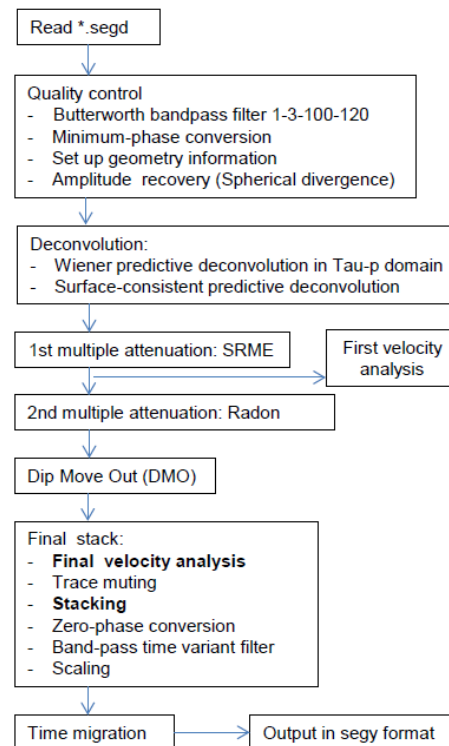 Read *.segd
Quality control
- Butterworth bandpass filter 1-3-100-120
- Minimum-phase conversion
- Set up geometry information
- Amplitude recovery (Spherical divergence)
Deconvolution:
- Wiener predictive deconvolution in Tau-p domain
- Surface-consistent predictive deconvolution
1st multiple attenuation: SRME
First velocity
analysis
2nd multiple attenuation: Radon
Dip Move Out (DMO)
Final stack:
- Final velocity analysis
- Trace muting
- Stacking
- Zero-phase conversion
- Band-pass time variant filter
- Scaling
Time migration
Output in segy format